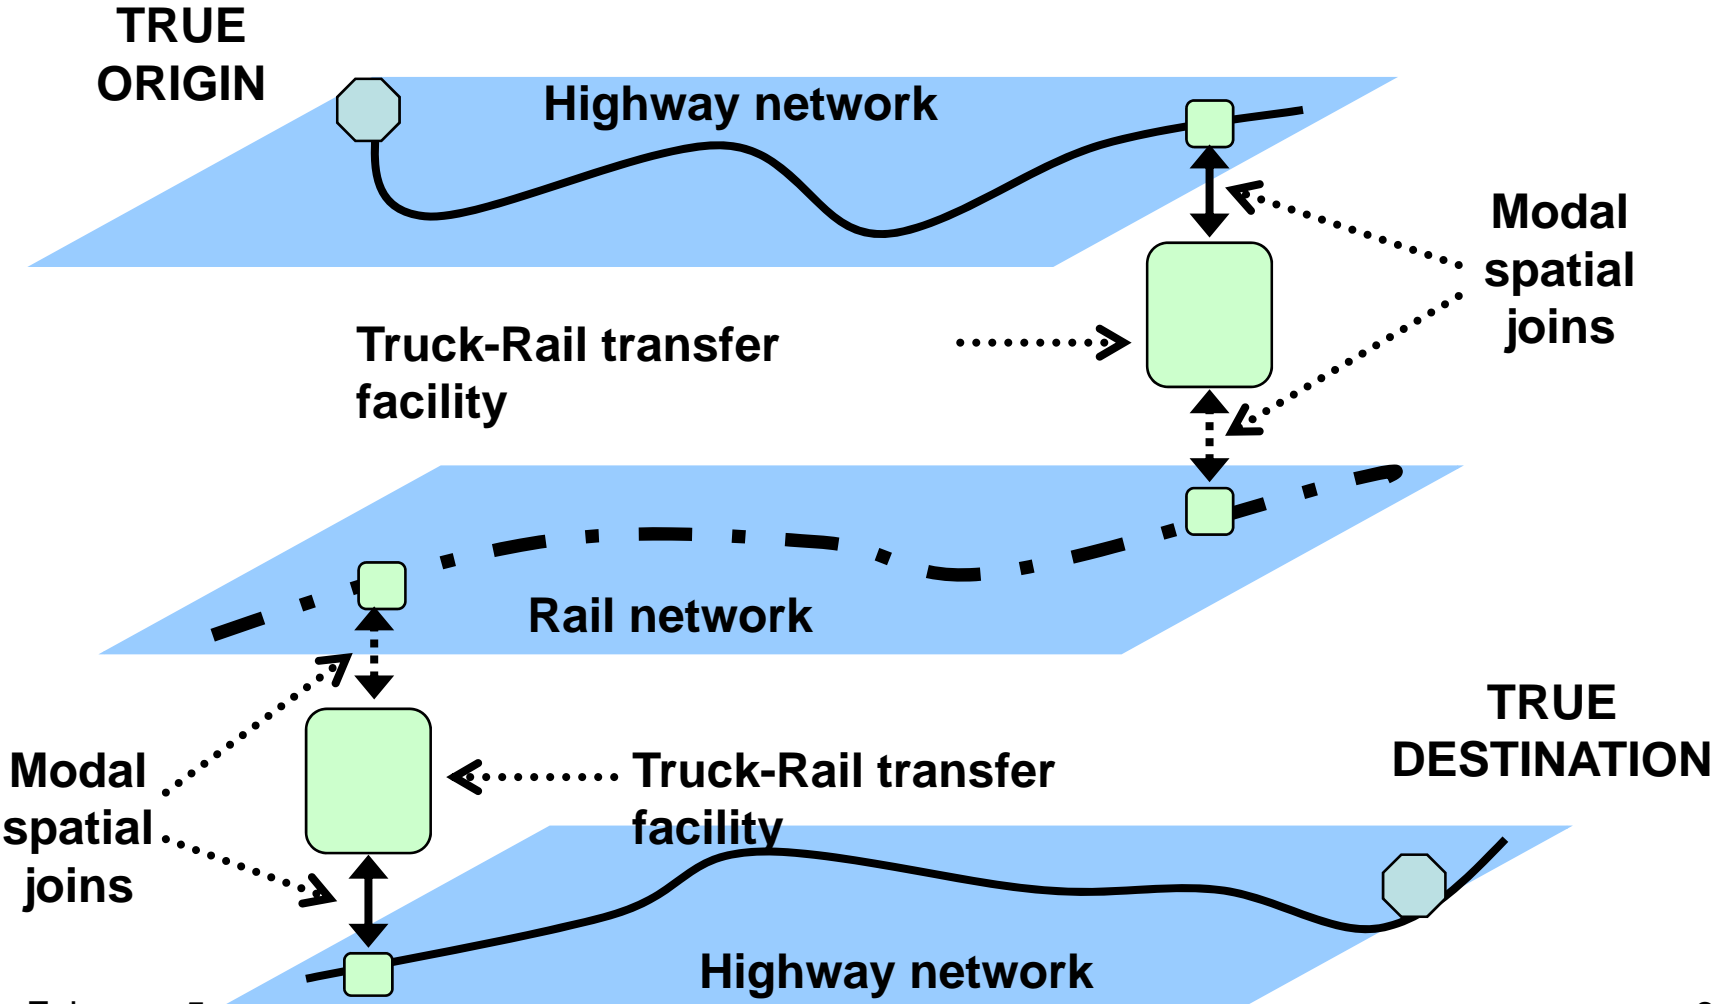 TRUE
ORIGIN
Highway network
Modal
spatial
joins
Truck-Rail transfer
facility
Rail network
TRUE
DESTINATION
Modal
spatial
joins
Truck-Rail transfer
facility
Highway network